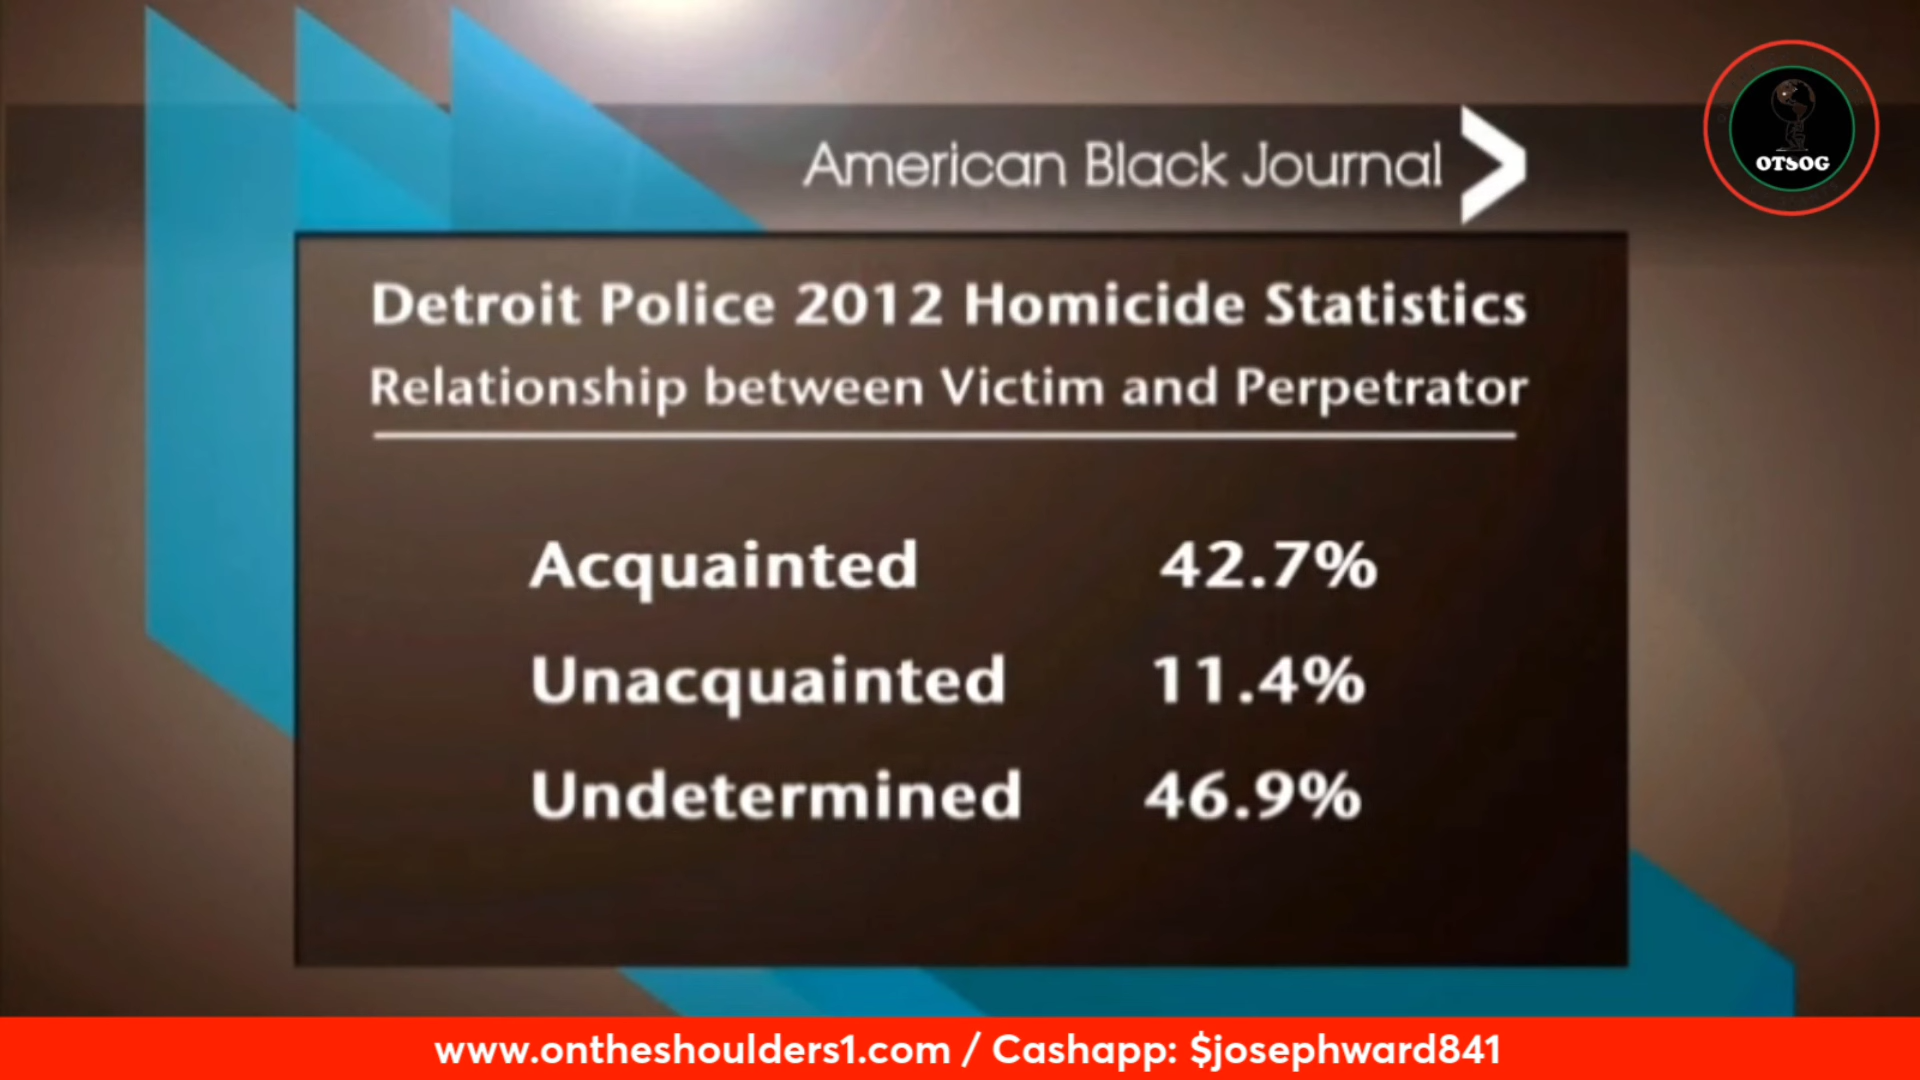 American Black Journal
OTSOG
Detroit Police 2012 Homicide Statistics
Relationship between Victim and Perpetrator
Acquainted 42.7%
Unacquainted 11.4%
Undetermined 46.9%
www.ontheshoulders1.com / Cashapp: $josephward841